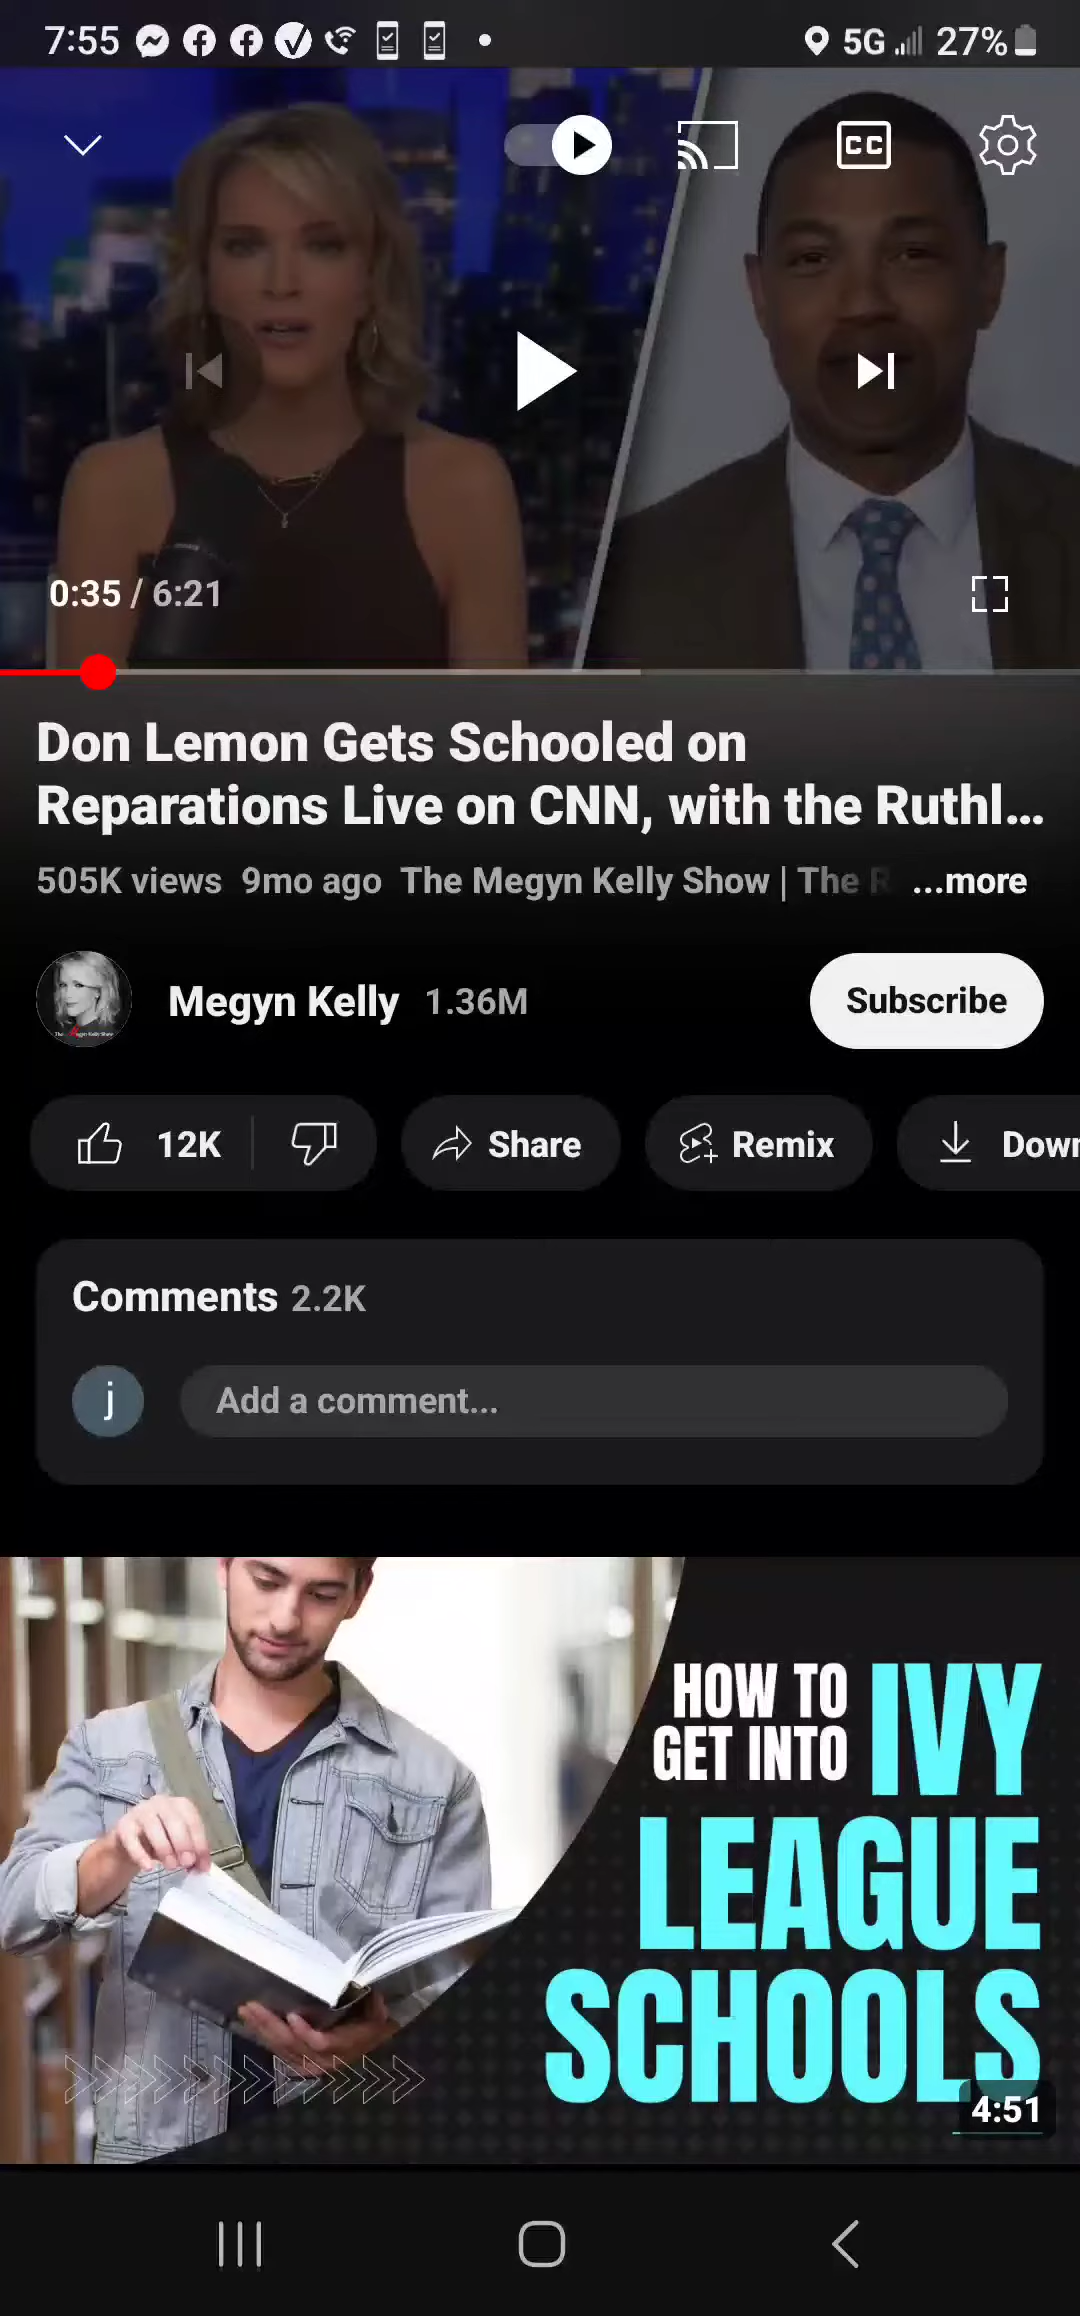 7:55
5G
27%
CC
0:35 / 6:21
Don Lemon Gets Schooled on
Reparations Live on CNN, with the Ruthl...
505K views 9mo ago The Megyn Kelly Show | The R ...more
Megyn Kelly 1.36M
Subscribe
12K
Share
Remix
Down
Comments 2.2K
j
Add a comment...
HOW TO
GET INTO IVY
LEAGUE
SCHOOLS
4:51